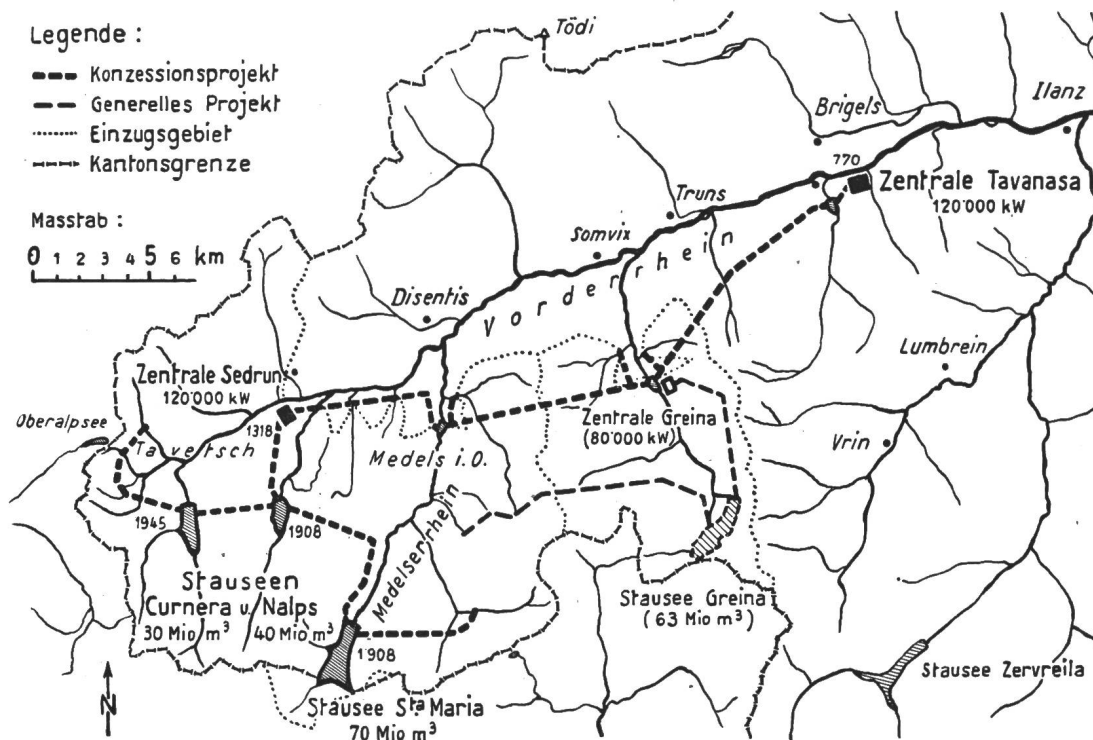 Legende :
Konzessionsprojekt
Generelles Projekt
Einzugsgebiet
Kantonsgrenze
Masstab :
0 1 2 3 4 5 6 km
Tödi
Brigels
Ilanz
770
Zentrale Tavanasa
120'000 kW
Truns
Somvix
Vorderrhein
Disentis
Lumbrein
Zentrale Sedrun
120'000 kW
1318
Oberalpsee
Tavetsch
Zentrale Greina
(80'000 kW)
Vrin
Medels i.O.
Medelserrhein
1945
1908
Stauseen
Curnera u. Nalps
30 Mio m³ 40 Mio m³
Stausee Greina
(63 Mio m³)
1908
Stausee Zervreila
Stausee Sta Maria
70 Mio m³
N